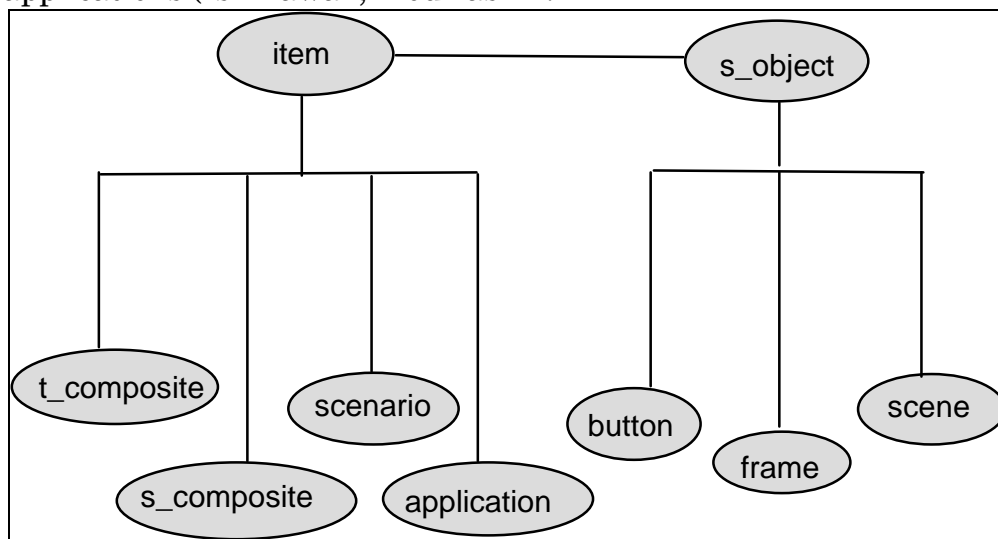 item
s_object
t_composite
scenario
button
scene
s_composite
application
frame